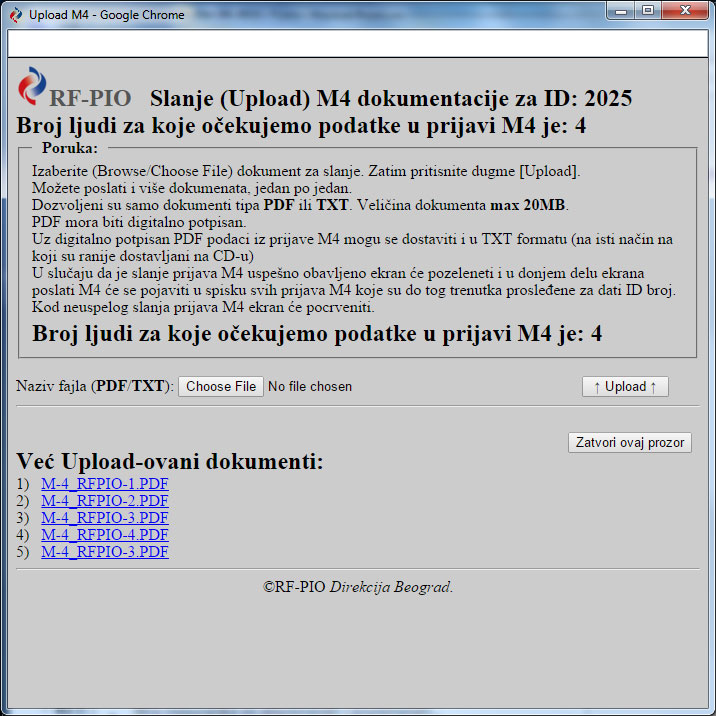 Upload M4 - Google Chrome
RF-PIO Slanje (Upload) M4 dokumentacije za ID: 2025
Broj ljudi za koje očekujemo podatke u prijavi M4 je: 4
Poruka:
Izaberite (Browse/Choose File) dokument za slanje. Zatim pritisnite dugme [Upload].
Možete poslati i više dokumenata, jedan po jedan.
Dozvoljeni su samo dokumenti tipa PDF ili TXT. Veličina dokumenta max 20MB.
PDF mora biti digitalno potpisan.
Uz digitalno potpisan PDF podaci iz prijave M4 mogu se dostaviti i u TXT formatu (na isti način na
koji su ranije dostavljani na CD-u)
U slučaju da je slanje prijava M4 uspešno obavljeno ekran će pozeleneti i u donjem delu ekrana
poslati M4 će se pojaviti u spisku svih prijava M4 koje su do tog trenutka prosleđene za dati ID broj.
Kod neuspelog slanja prijava M4 ekran će pocrveniti.
Broj ljudi za koje očekujemo podatke u prijavi M4 je: 4
Naziv fajla (PDF/TXT): Choose File No file chosen ↑ Upload ↑
Zatvori ovaj prozor
Već Upload-ovani dokumenti:
1) M-4_RFPIO-1.PDF
2) M-4_RFPIO-2.PDF
3) M-4_RFPIO-3.PDF
4) M-4_RFPIO-4.PDF
5) M-4_RFPIO-3.PDF
©RF-PIO Direkcija Beograd.